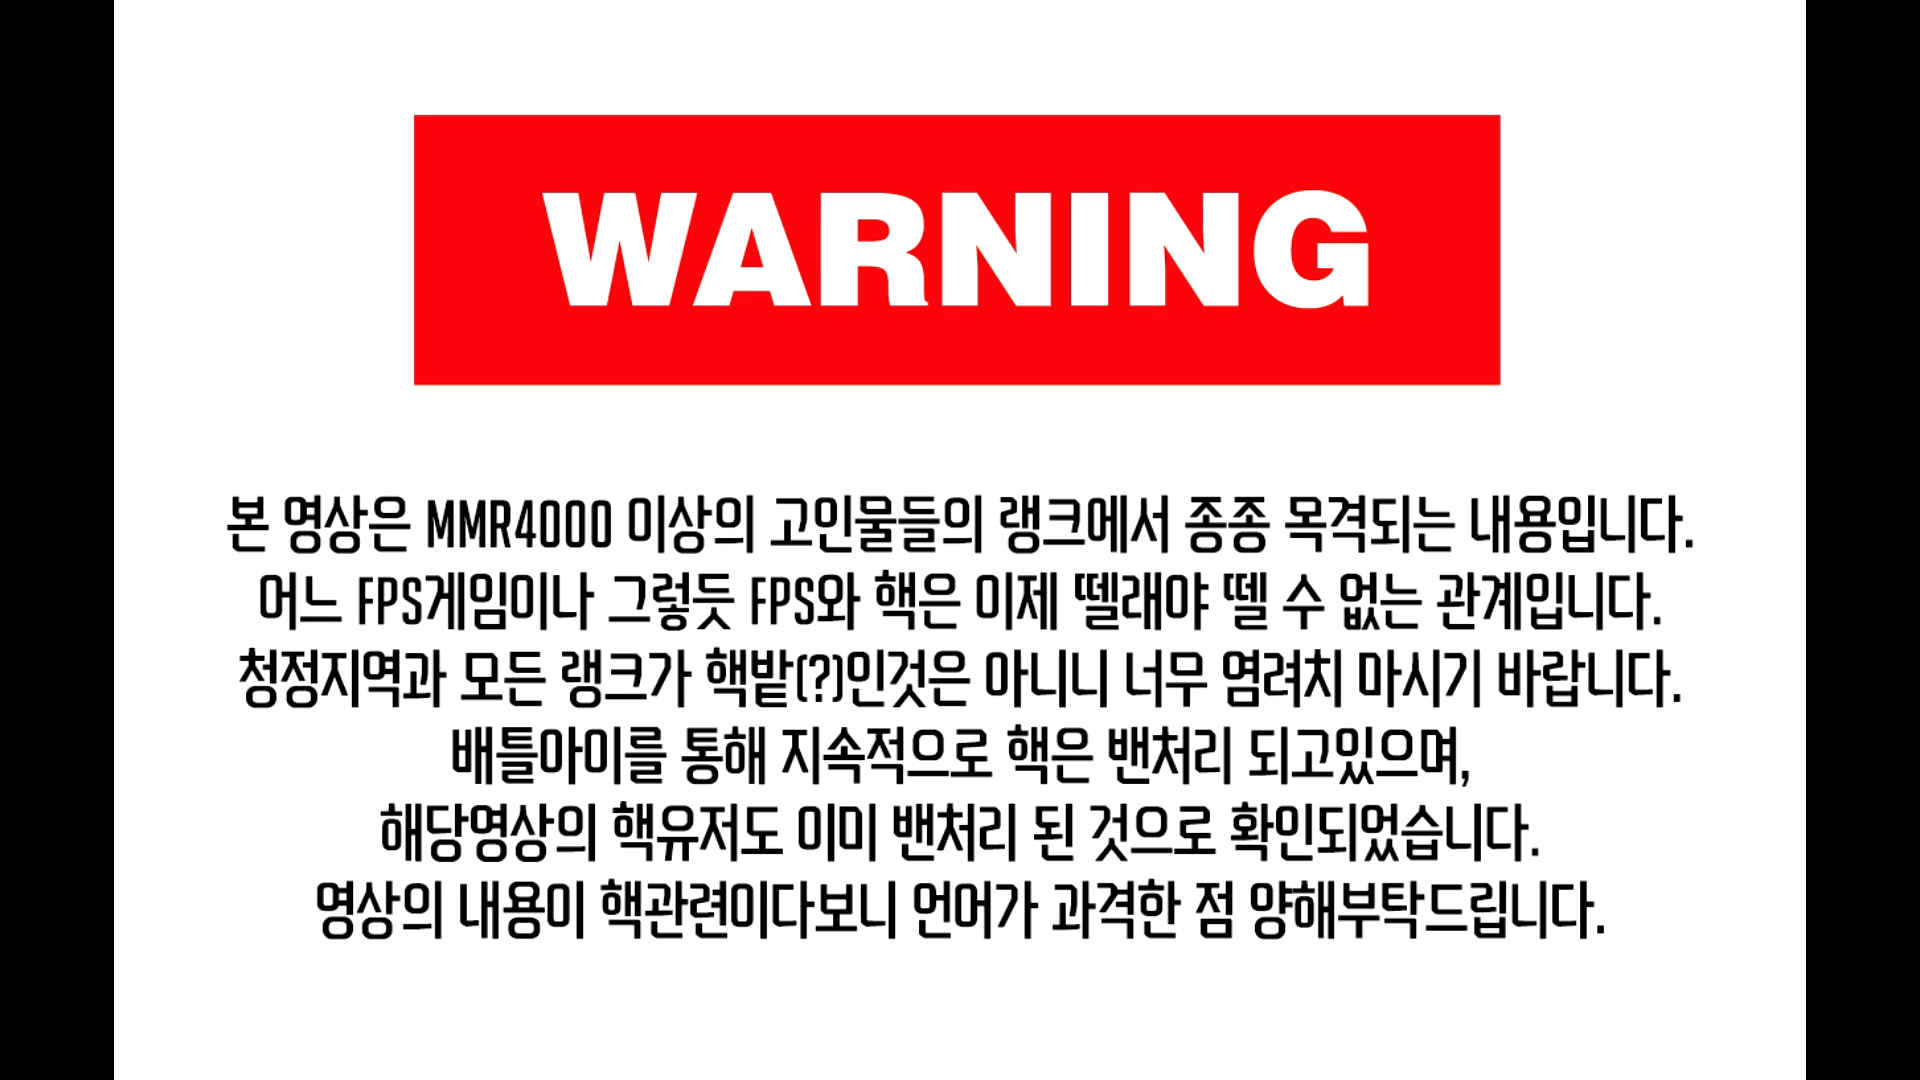 WARNING
본 영상은 MMR4000 이상의 고인물들의 랭크에서 종종 목격되는 내용입니다.
어느 FPS게임이나 그렇듯 FPS와 핵은 이제 뗄래야 뗄 수 없는 관계입니다.
청정지역과 모든 랭크가 핵밭(?)인것은 아니니 너무 염려치 마시기 바랍니다.
배틀아이를 통해 지속적으로 핵은 밴처리 되고있으며,
해당영상의 핵유저도 이미 밴처리 된 것으로 확인되었습니다.
영상의 내용이 핵관련이다보니 언어가 과격한 점 양해부탁드립니다.